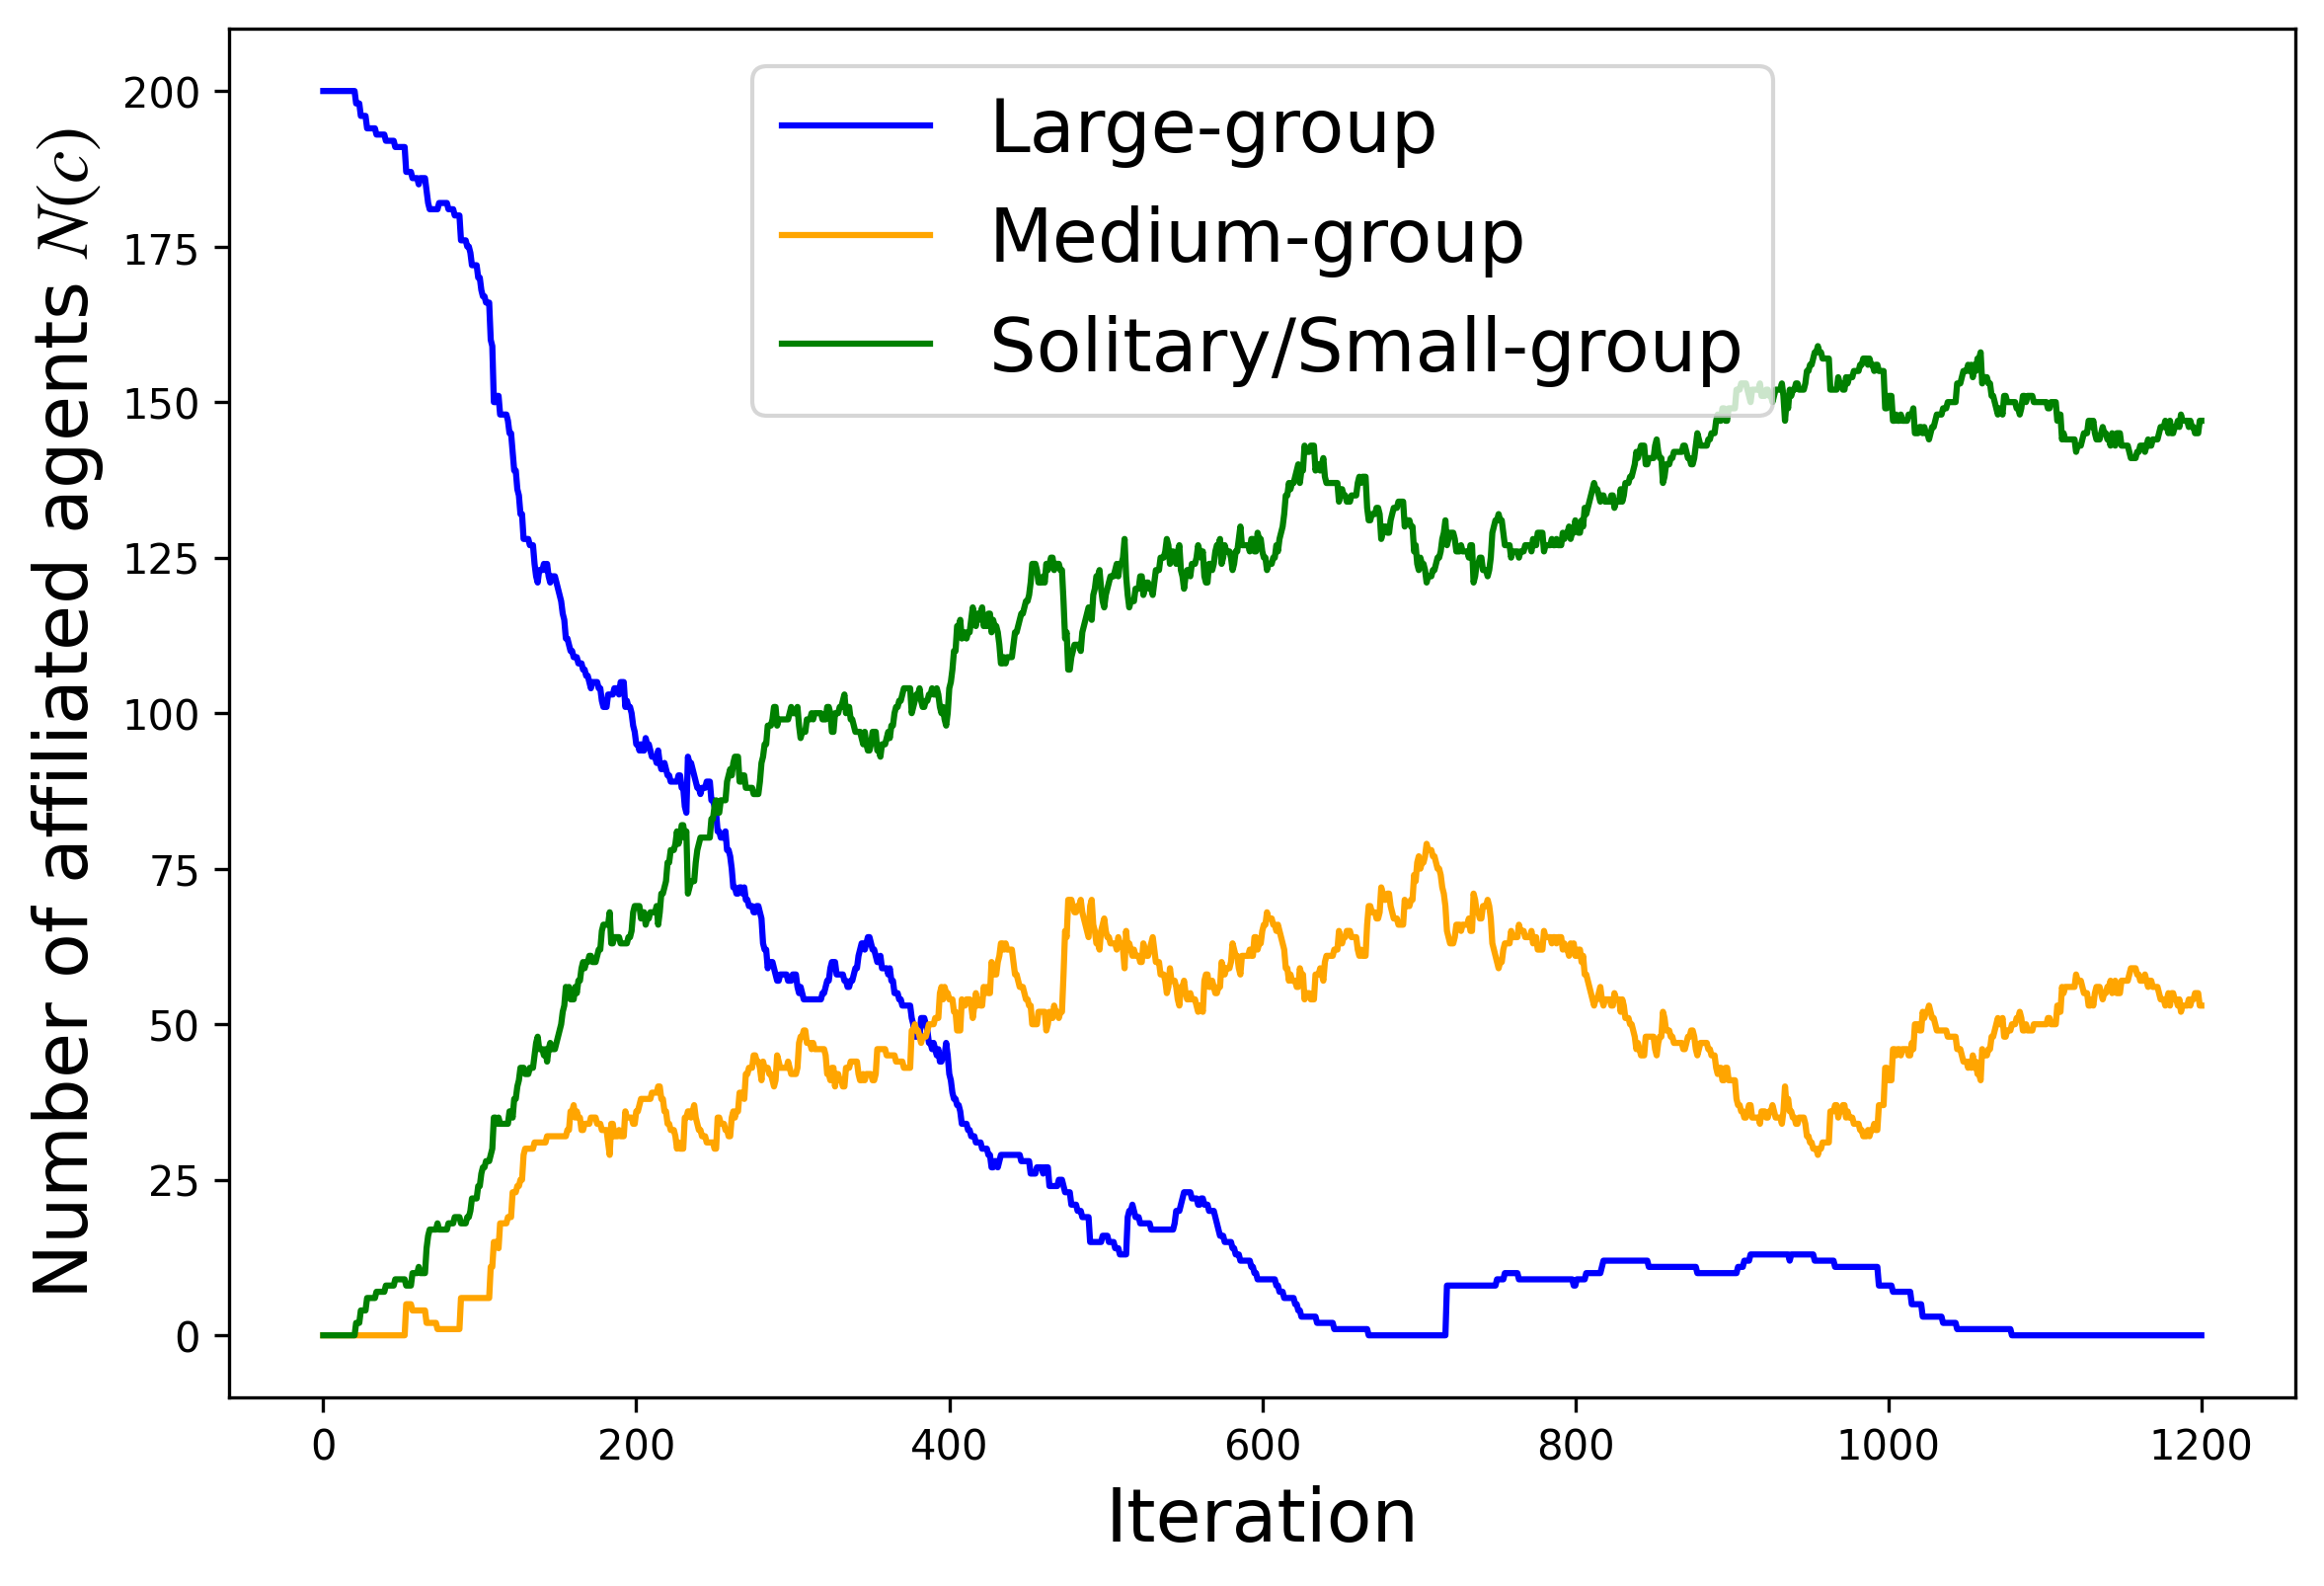 Number of affiliated agents N(c)
200
175
150
125
100
75
50
25
0
Large-group
Medium-group
Solitary/Small-group
0 200 400 600 800 1000 1200
Iteration